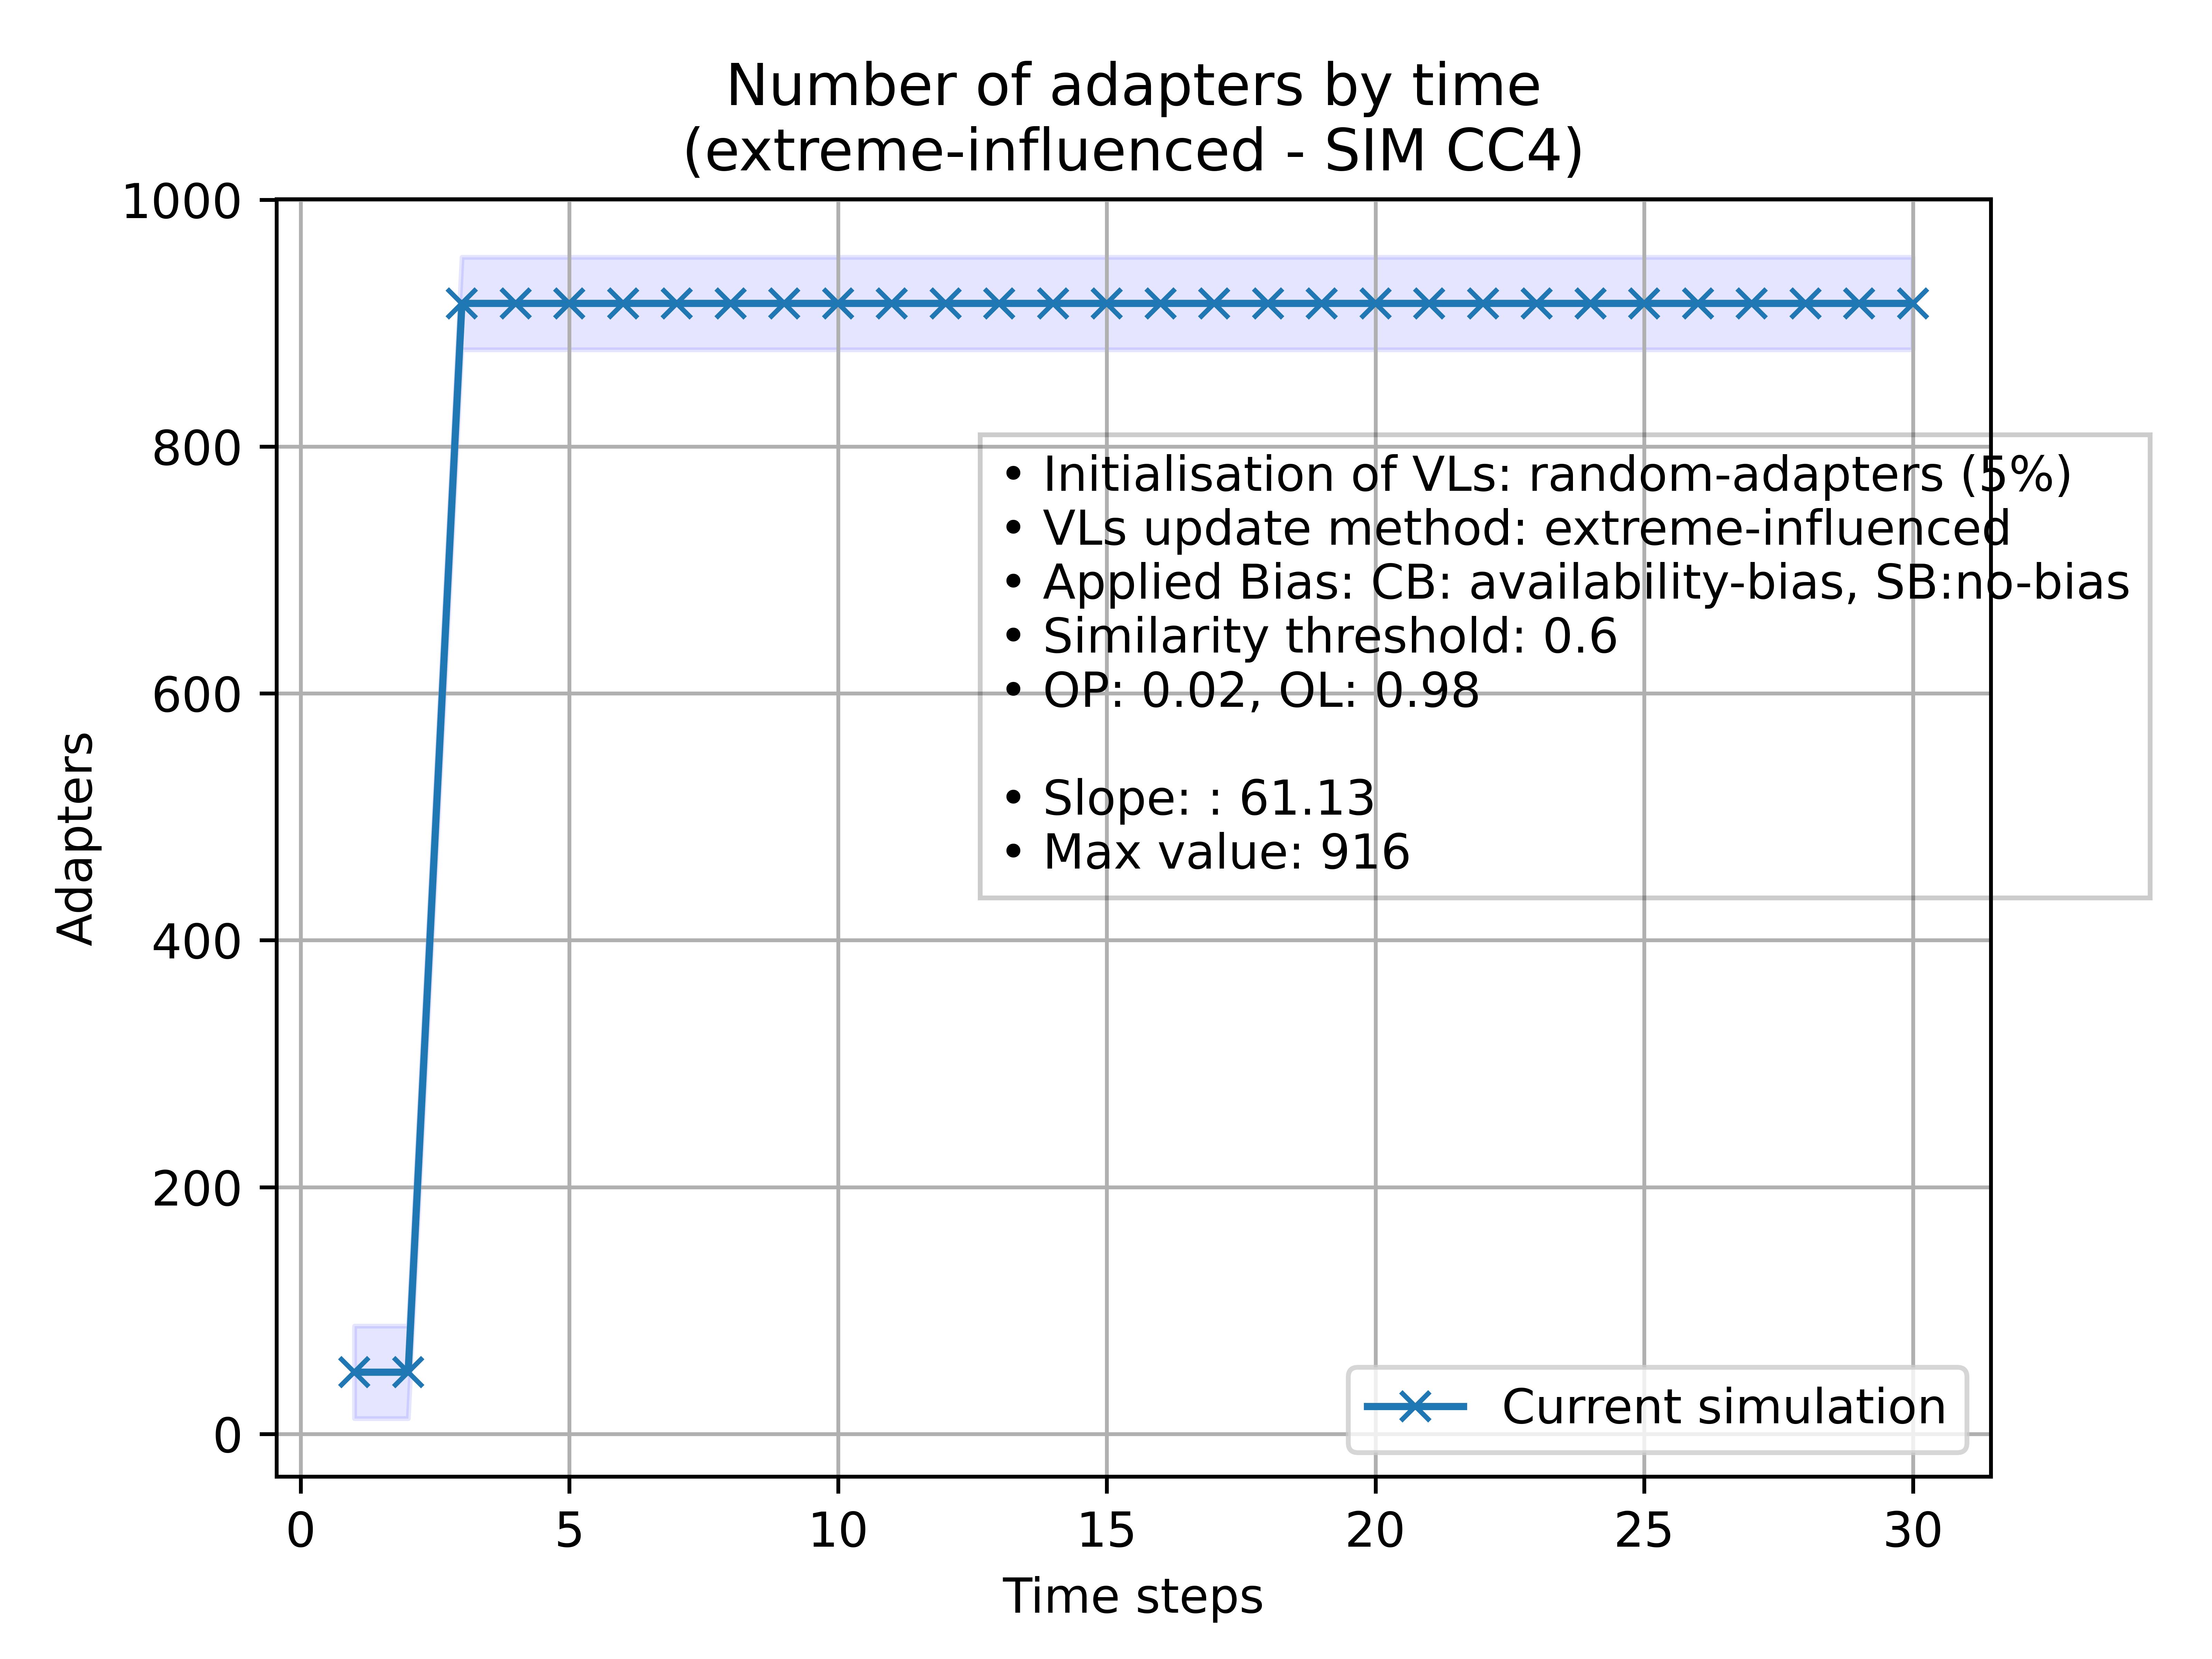 Number of adapters by time
(extreme-influenced - SIM CC4)
1000
800
600
400
200
0
Adapters
• Initialisation of VLs: random-adapters (5%)
• VLs update method: extreme-influenced
• Applied Bias: CB: availability-bias, SB:no-bias
• Similarity threshold: 0.6
• OP: 0.02, OL: 0.98
• Slope: : 61.13
• Max value: 916
Current simulation
0 5 10 15 20 25 30
Time steps